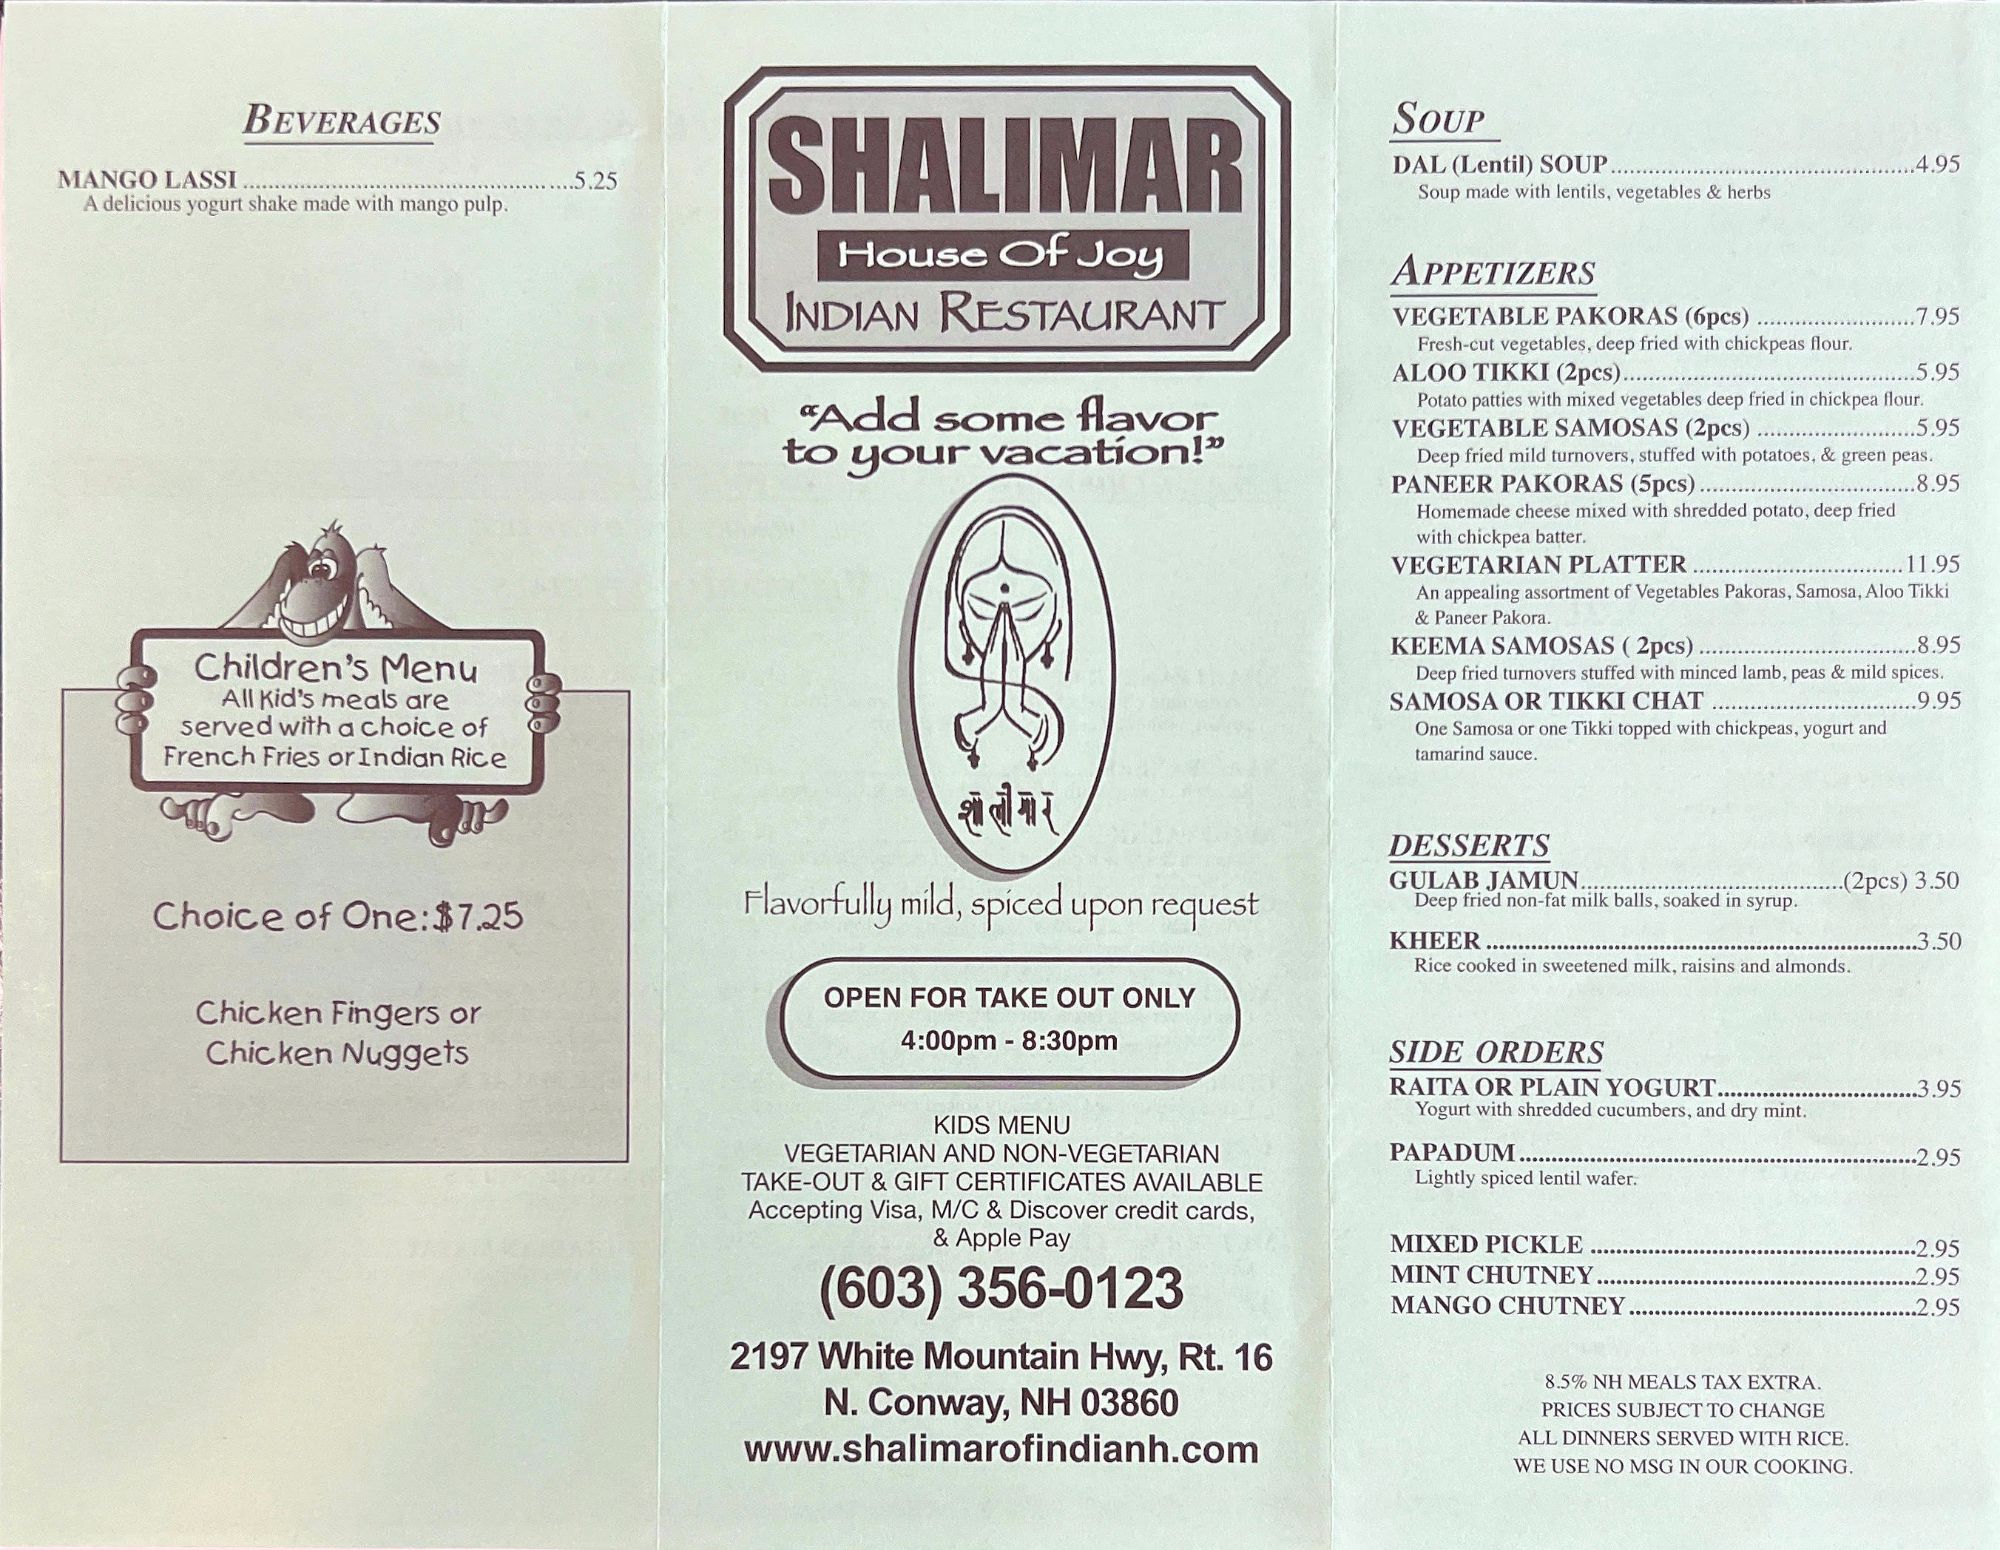 BEVERAGES
MANGO LASSI ....................................................5.25
A delicious yogurt shake made with mango pulp.
Children's Menu
All Kid's meals are
served with a choice of
French Fries or Indian Rice
Choice of One:$7.25
Chicken Fingers or
Chicken Nuggets
SHALIMAR
House Of Joy
INDIAN RESTAURANT
"Add some flavor
to your vacation!"
शालीमार
Flavorfully mild, spiced upon request
OPEN FOR TAKE OUT ONLY
4:00pm - 8:30pm
KIDS MENU
VEGETARIAN AND NON-VEGETARIAN
TAKE-OUT & GIFT CERTIFICATES AVAILABLE
Accepting Visa, M/C & Discover credit cards,
& Apple Pay
(603) 356-0123
2197 White Mountain Hwy, Rt. 16
N. Conway, NH 03860
www.shalimarofindianh.com
SOUP
DAL (Lentil) SOUP................................................4.95
Soup made with lentils, vegetables & herbs
APPETIZERS
VEGETABLE PAKORAS (6pcs) .........................7.95
Fresh-cut vegetables, deep fried with chickpeas flour.
ALOO TIKKI (2pcs)..............................................5.95
Potato patties with mixed vegetables deep fried in chickpea flour.
VEGETABLE SAMOSAS (2pcs) .........................5.95
Deep fried mild turnovers, stuffed with potatoes, & green peas.
PANEER PAKORAS (5pcs)..................................8.95
Homemade cheese mixed with shredded potato, deep fried
with chickpea batter.
VEGETARIAN PLATTER .................................11.95
An appealing assortment of Vegetables Pakoras, Samosa, Aloo Tikki
& Paneer Pakora.
KEEMA SAMOSAS ( 2pcs) ..................................8.95
Deep fried turnovers stuffed with minced lamb, peas & mild spices.
SAMOSA OR TIKKI CHAT ................................9.95
One Samosa or one Tikki topped with chickpeas, yogurt and
tamarind sauce.
DESSERTS
GULAB JAMUN.........................................(2pcs) 3.50
Deep fried non-fat milk balls, soaked in syrup.
KHEER ....................................................................3.50
Rice cooked in sweetened milk, raisins and almonds.
SIDE ORDERS
RAITA OR PLAIN YOGURT................................3.95
Yogurt with shredded cucumbers, and dry mint.
PAPADUM...............................................................2.95
Lightly spiced lentil wafer.
MIXED PICKLE ....................................................2.95
MINT CHUTNEY...................................................2.95
MANGO CHUTNEY..............................................2.95
8.5% NH MEALS TAX EXTRA.
PRICES SUBJECT TO CHANGE
ALL DINNERS SERVED WITH RICE.
WE USE NO MSG IN OUR COOKING.